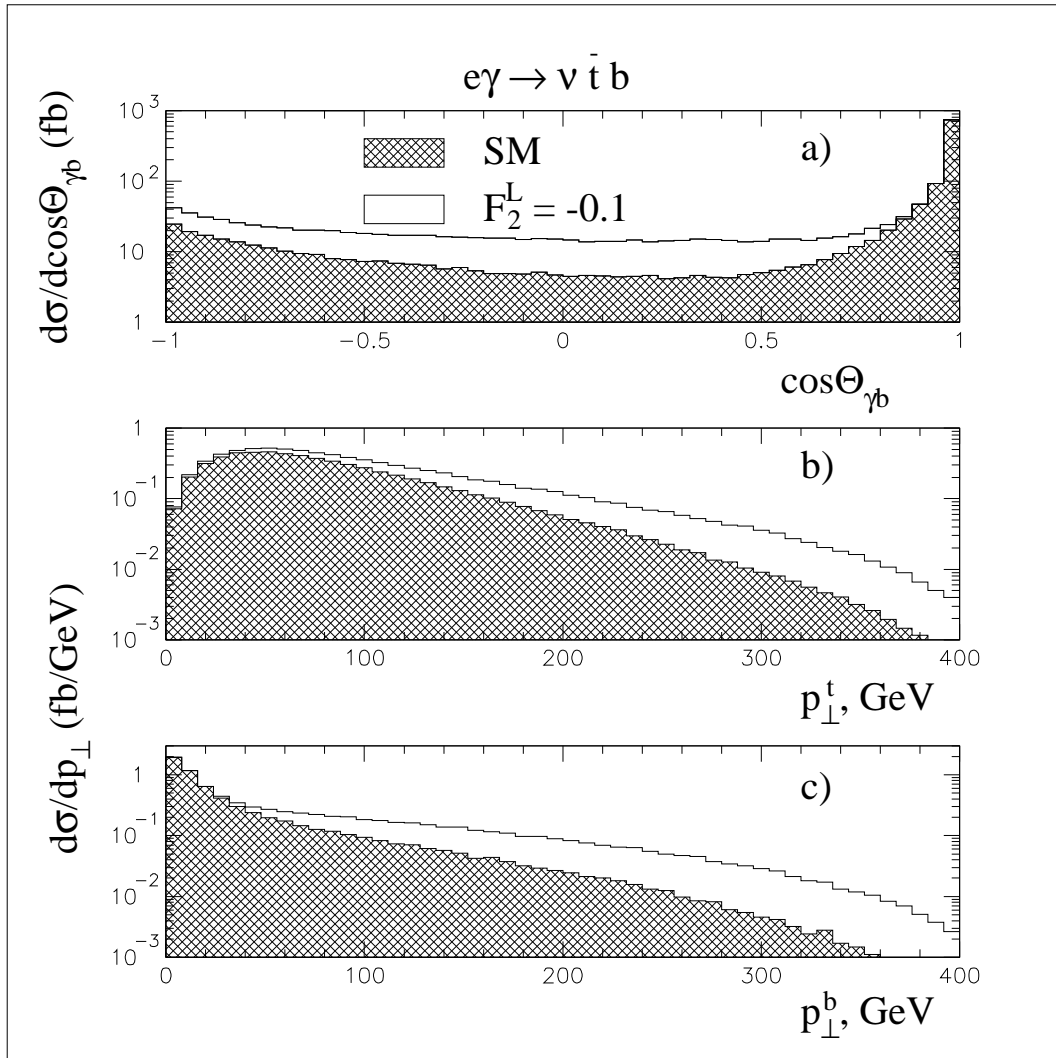 eγ → ν t̄ b
dσ/dcosΘ_γb (fb)
10^3
10^2
10
1
SM
F_2^L = -0.1
a)
−1 −0.5 0 0.5 1
cosΘ_γb
dσ/dp_⊥ (fb/GeV)
1
10^−1
10^−2
10^−3
b)
0 100 200 300 400
p_⊥^t, GeV
1
10^−1
10^−2
10^−3
c)
0 100 200 300 400
p_⊥^b, GeV